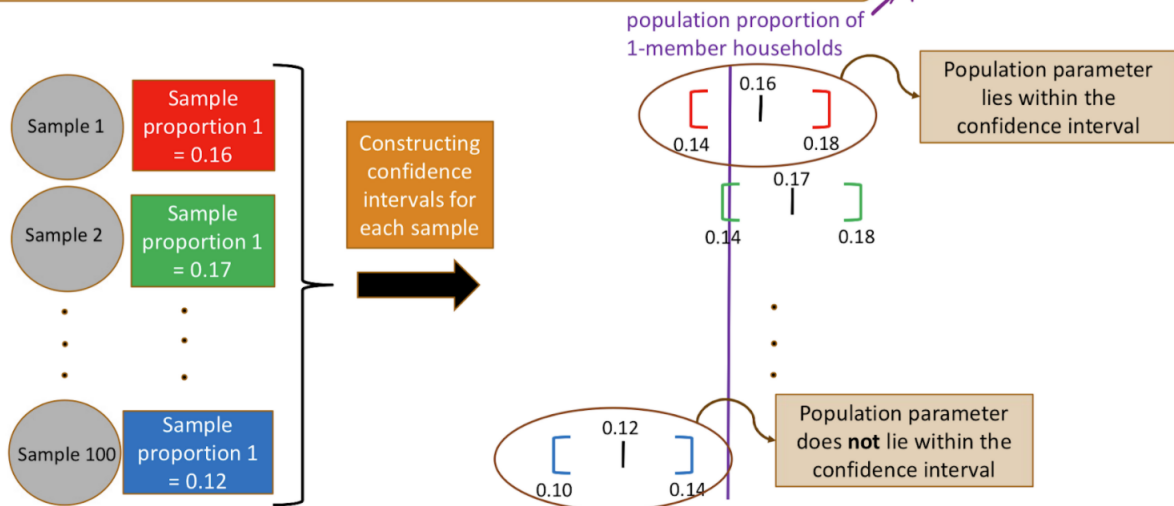 population proportion of
1-member households
Sample 1
Sample
proportion 1
= 0.16
Sample 2
Sample
proportion 1
= 0.17
Sample 100
Sample
proportion 1
= 0.12
Constructing
confidence
intervals for
each sample
0.16
0.14
0.18
Population parameter
lies within the
confidence interval
0.17
0.14
0.18
0.12
0.10
0.14
Population parameter
does not lie within the
confidence interval